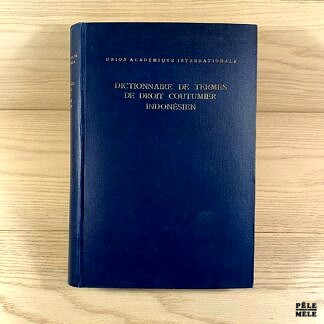 UNION ACADÉMIQUE INTERNATIONALE
DICTIONNAIRE DE TERMES
DE DROIT COUTUMIER
INDONÉSIEN
PÊLE
MÊLE